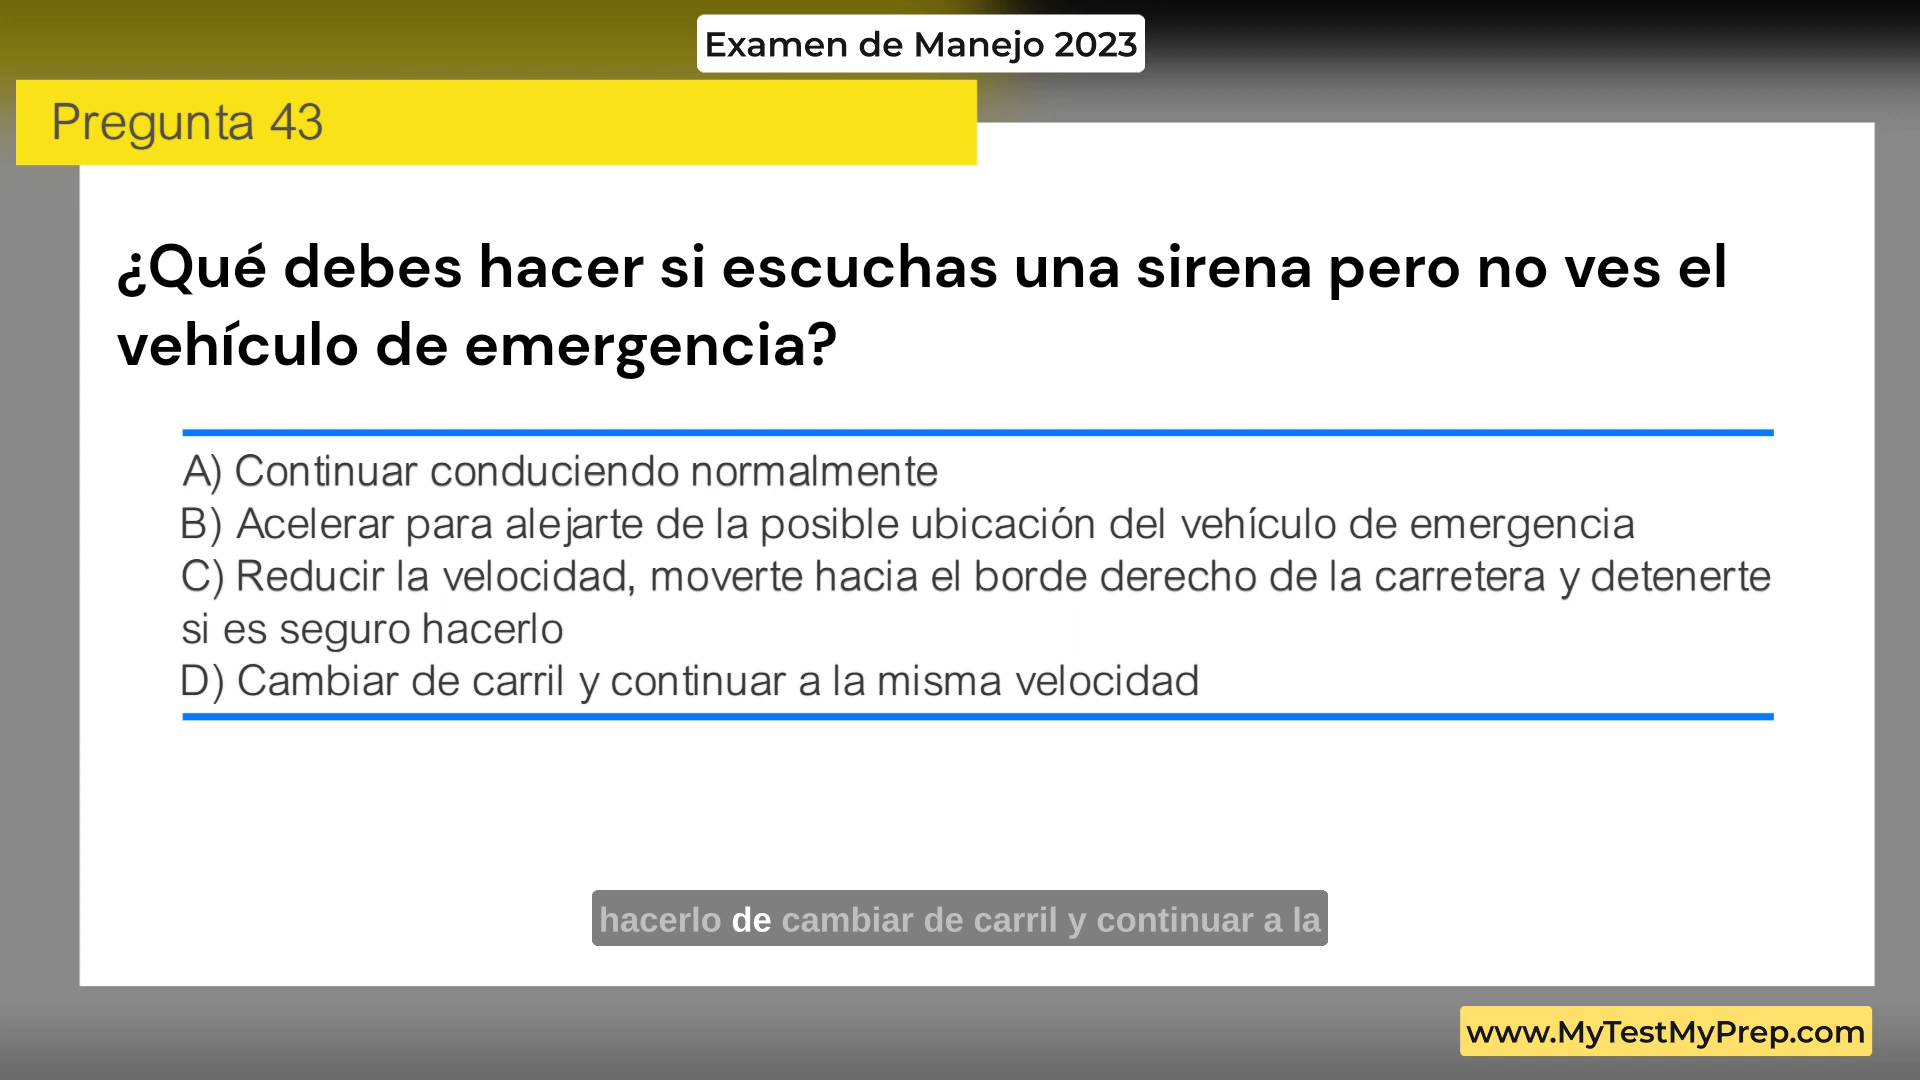 Examen de Manejo 2023
Pregunta 43
¿Qué debes hacer si escuchas una sirena pero no ves el
vehículo de emergencia?
A) Continuar conduciendo normalmente
B) Acelerar para alejarte de la posible ubicación del vehículo de emergencia
C) Reducir la velocidad, moverte hacia el borde derecho de la carretera y detenerte
si es seguro hacerlo
D) Cambiar de carril y continuar a la misma velocidad
hacerlo de cambiar de carril y continuar a la
www.MyTestMyPrep.com